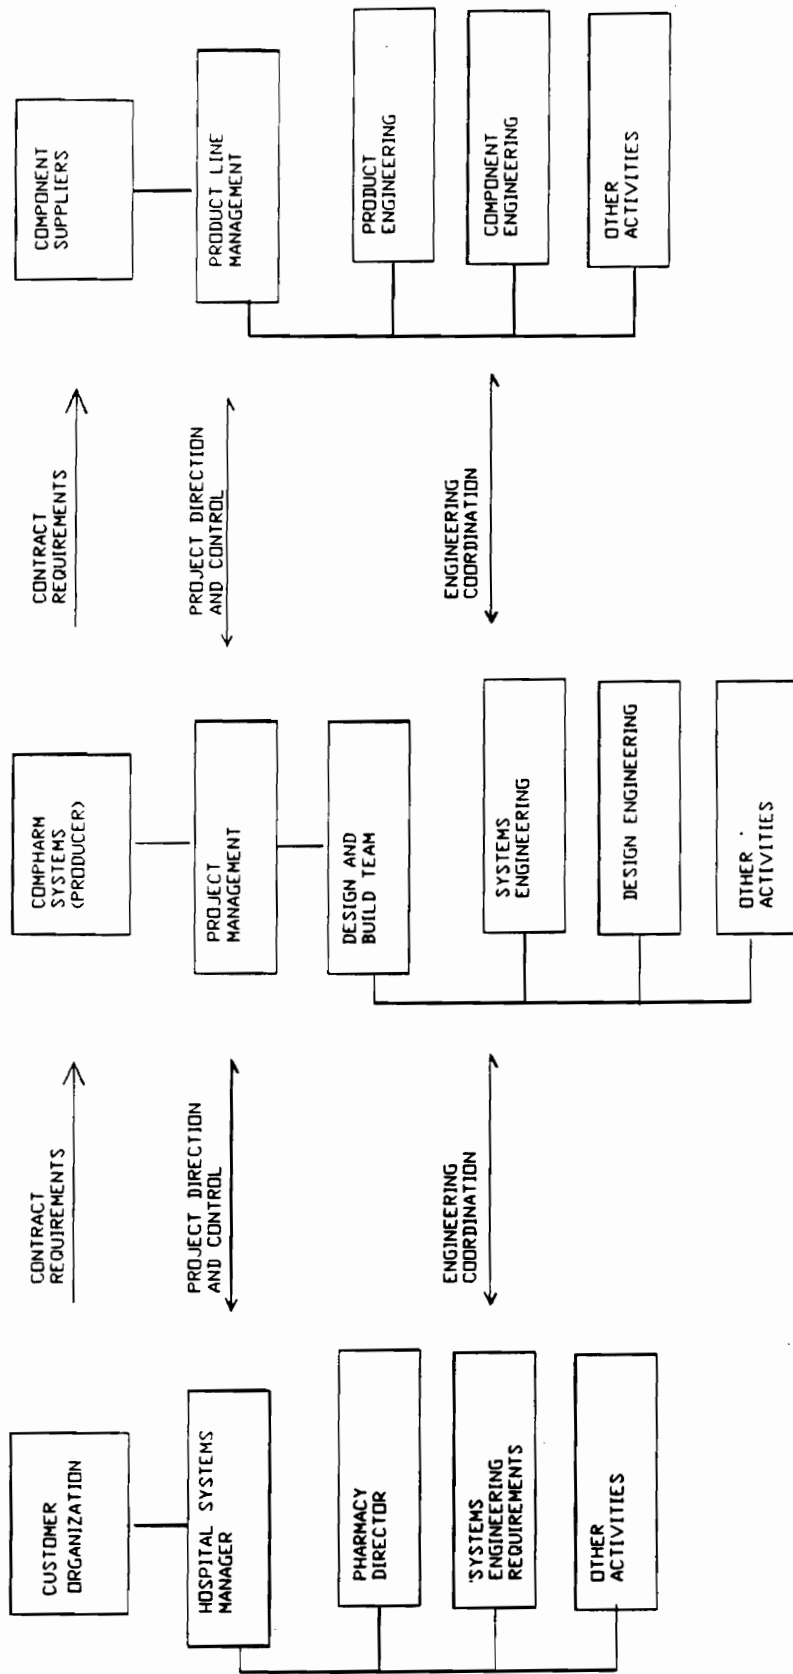 CUSTOMER
ORGANIZATION
HOSPITAL SYSTEMS
MANAGER
PHARMACY
DIRECTOR
'SYSTEMS
ENGINEERING
REQUIREMENTS
OTHER
ACTIVITIES
CONTRACT
REQUIREMENTS
PROJECT DIRECTION
AND CONTROL
ENGINEERING
COORDINATION
COMPHARM
SYSTEMS
(PRODUCER)
PROJECT
MANAGEMENT
DESIGN AND
BUILD TEAM
SYSTEMS
ENGINEERING
DESIGN ENGINEERING
OTHER
ACTIVITIES
CONTRACT
REQUIREMENTS
PROJECT DIRECTION
AND CONTROL
ENGINEERING
COORDINATION
COMPONENT
SUPPLIERS
PRODUCT LINE
MANAGEMENT
PRODUCT
ENGINEERING
COMPONENT
ENGINEERING
OTHER
ACTIVITIES